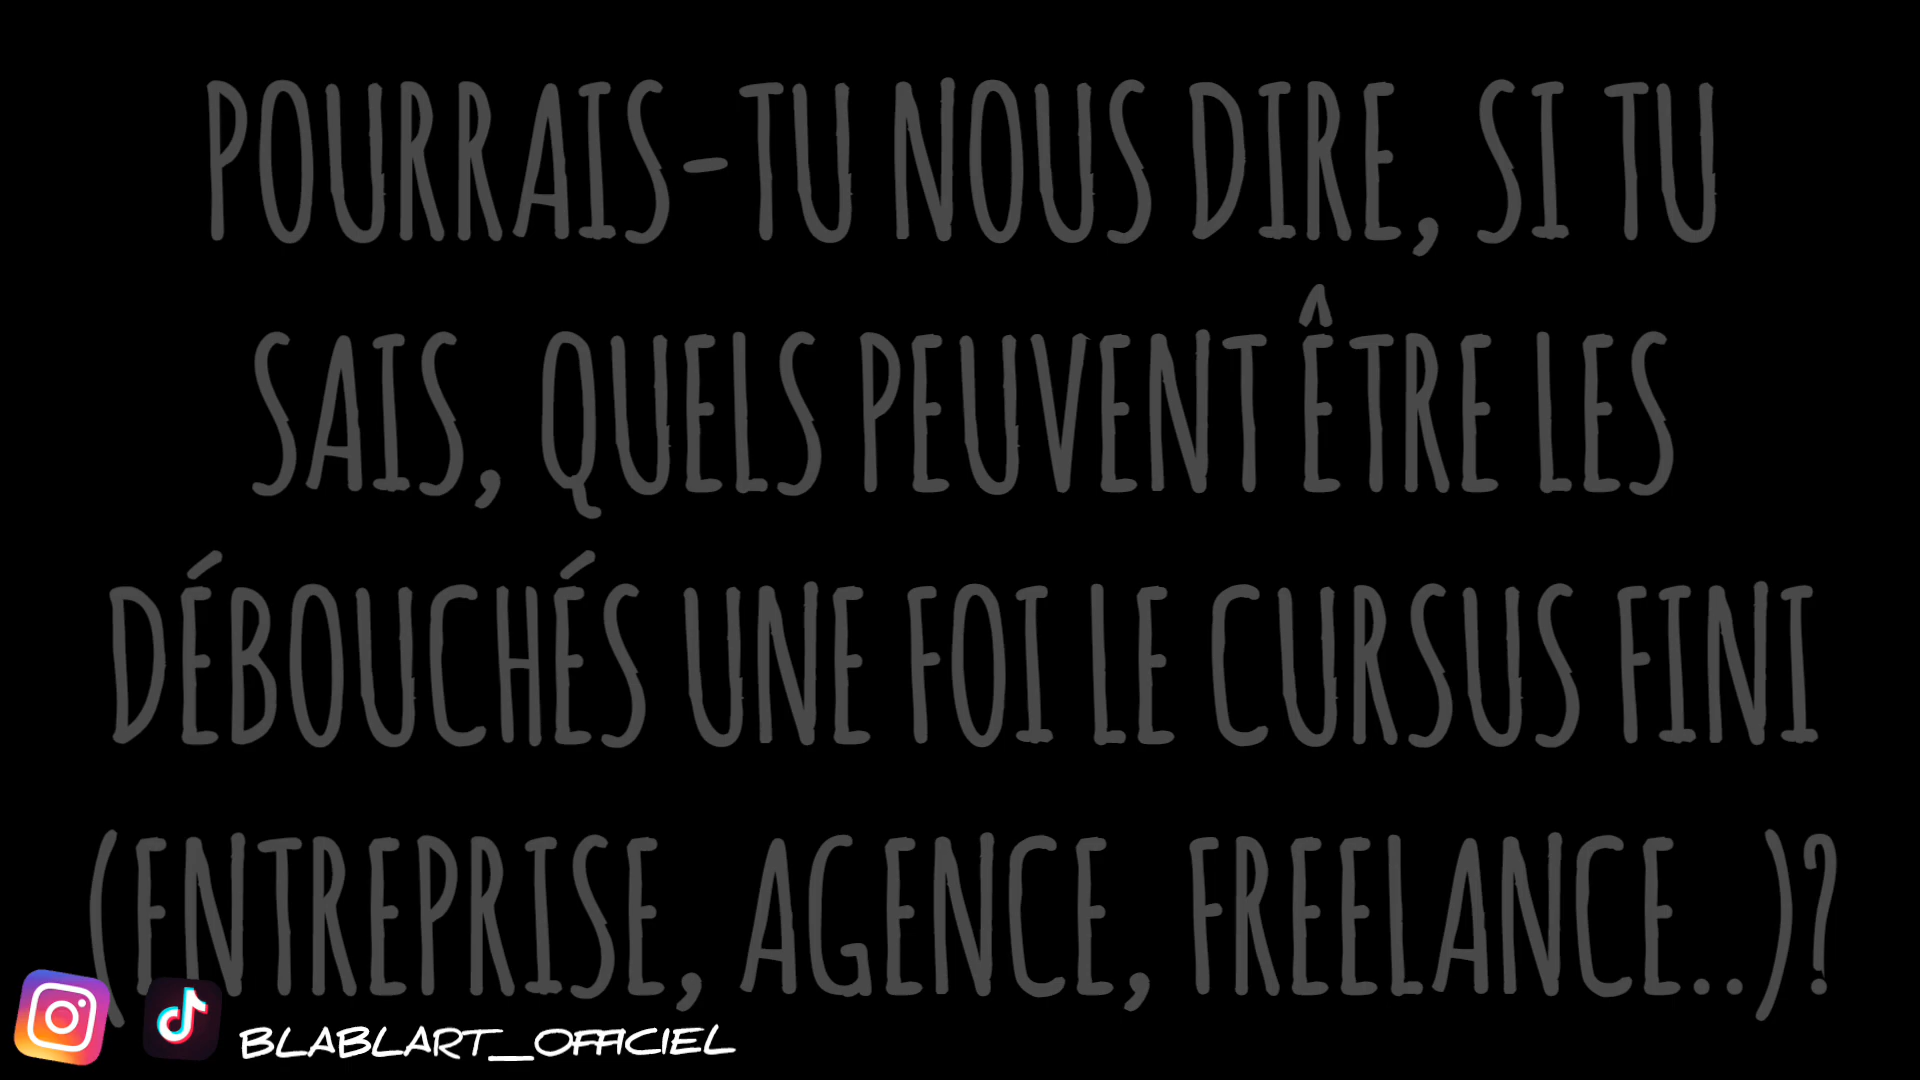 POURRAIS-TU NOUS DIRE, SI TU
SAIS, QUELS PEUVENT ÊTRE LES
DÉBOUCHÉS UNE FOI LE CURSUS FINI
(ENTREPRISE, AGENCE, FREELANCE..)?
BLABLART_OFFICIEL